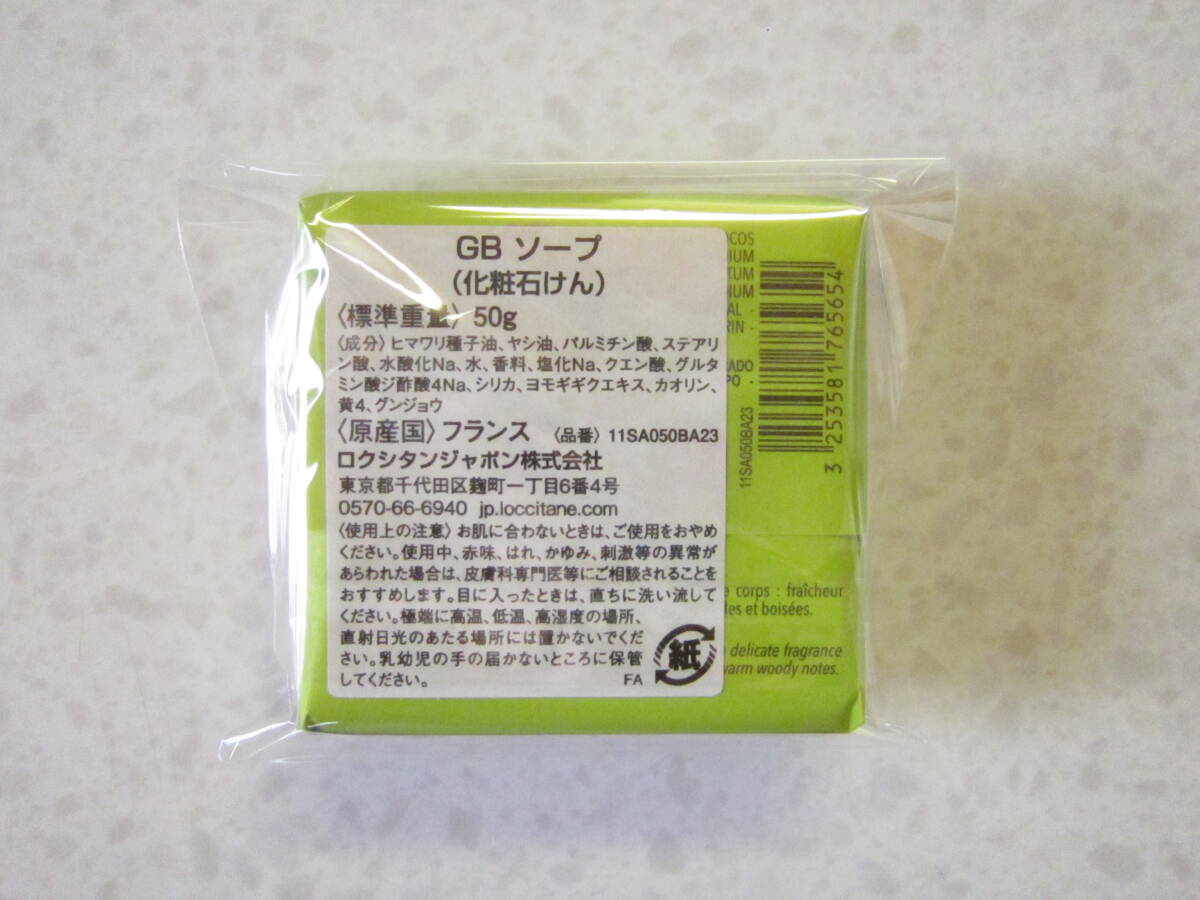 GB ソープ
（化粧石けん）
〈標準重量〉50g
〈成分〉ヒマワリ種子油、ヤシ油、パルミチン酸、ステアリ
ン酸、水酸化Na、水、香料、塩化Na、クエン酸、グルタ
ミン酸ジ酢酸4Na、シリカ、ヨモギギクエキス、カオリン、
黄4、グンジョウ
〈原産国〉フランス 〈品番〉11SA050BA23
ロクシタンジャポン株式会社
東京都千代田区麹町一丁目6番4号
0570-66-6940 jp.loccitane.com
〈使用上の注意〉お肌に合わないときは、ご使用をおやめ
ください。使用中、赤味、はれ、かゆみ、刺激等の異常が
あらわれた場合は、皮膚科専門医等にご相談されることを
おすすめします。目に入ったときは、直ちに洗い流して
ください。極端に高温、低温、高湿度の場所、
直射日光のあたる場所には置かないでくだ
さい。乳幼児の手の届かないところに保管
してください。 FA
紙
11SA050BA23
3 253581 765654
corps : fraîcheur
et boisées.
delicate fragrance
warm woody notes.